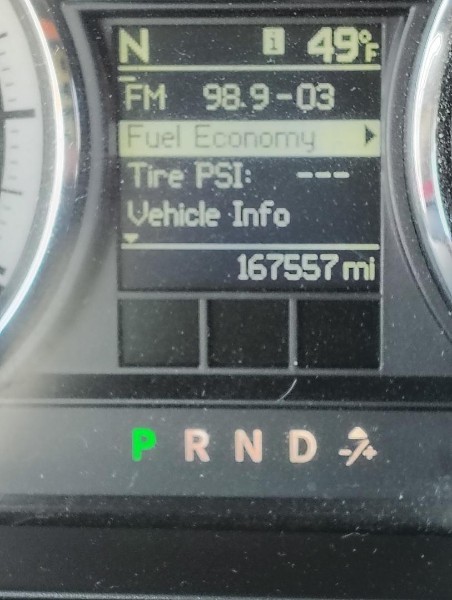 N i 49°F
FM 98.9-03
Fuel Economy
Tire PSI: ---
Vehicle Info
167557 mi
P R N D -/+